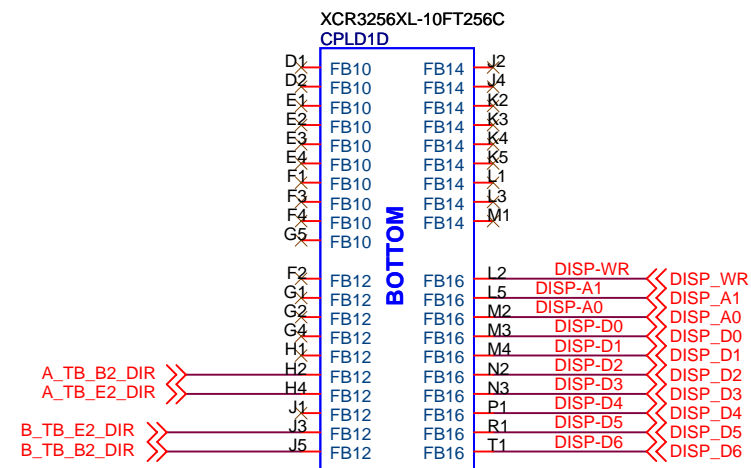 XCR3256XL-10FT256C
CPLD1D
D1 FB10 FB14 J2
D2 FB10 FB14 J4
E1 FB10 FB14 K2
E2 FB10 FB14 K3
E3 FB10 FB14 K4
E4 FB10 FB14 K5
F1 FB10 FB14 L1
F3 FB10 FB14 L3
F4 FB10 FB14 M1
G5 FB10
BOTTOM
F2 FB12 FB16 L2 DISP-WR DISP_WR
G1 FB12 FB16 L5 DISP-A1 DISP_A1
G2 FB12 FB16 M2 DISP-A0 DISP_A0
G4 FB12 FB16 M3 DISP-D0 DISP_D0
H1 FB12 FB16 M4 DISP-D1 DISP_D1
A_TB_B2_DIR H2 FB12 FB16 N2 DISP-D2 DISP_D2
A_TB_E2_DIR H4 FB12 FB16 N3 DISP-D3 DISP_D3
J1 FB12 FB16 P1 DISP-D4 DISP_D4
B_TB_E2_DIR J3 FB12 FB16 R1 DISP-D5 DISP_D5
B_TB_B2_DIR J5 FB12 FB16 T1 DISP-D6 DISP_D6